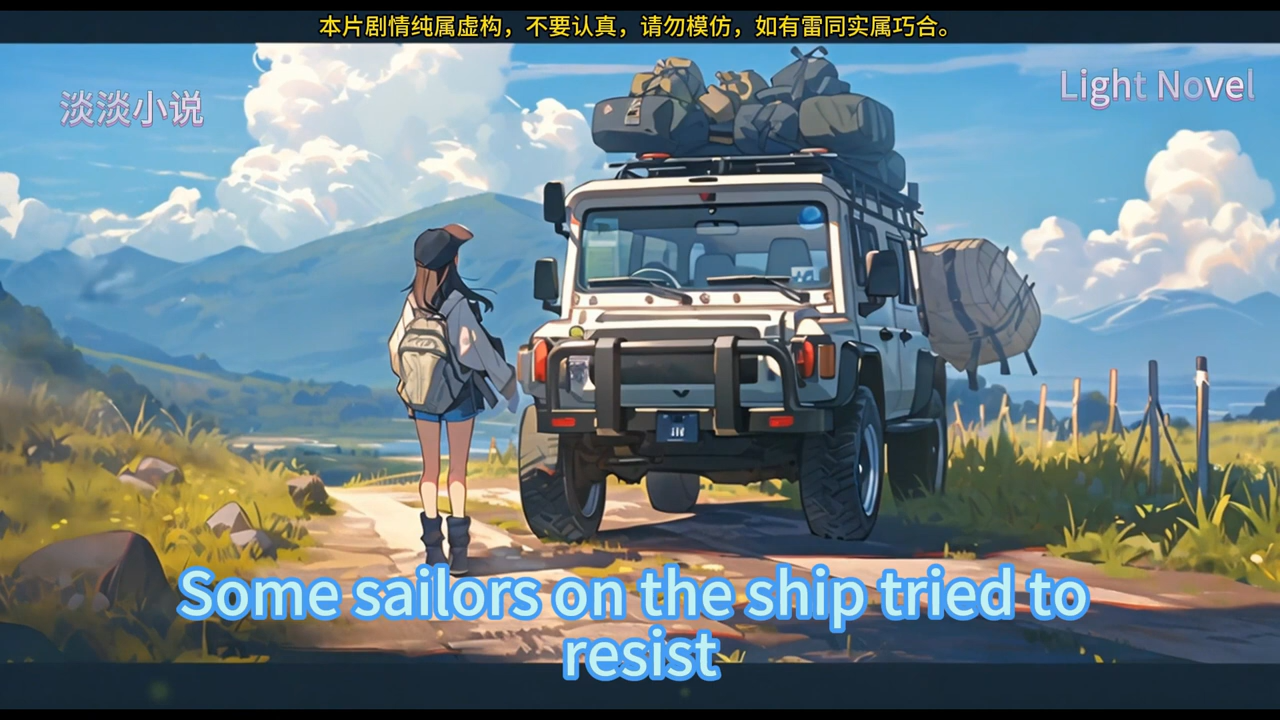 本片剧情纯属虚构，不要认真，请勿模仿，如有雷同实属巧合。
淡淡小说
Light Novel
Some sailors on the ship tried to
resist